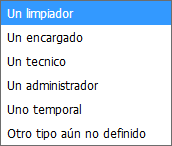 Un limpiador
Un encargado
Un tecnico
Un administrador
Uno temporal
Otro tipo aún no definido